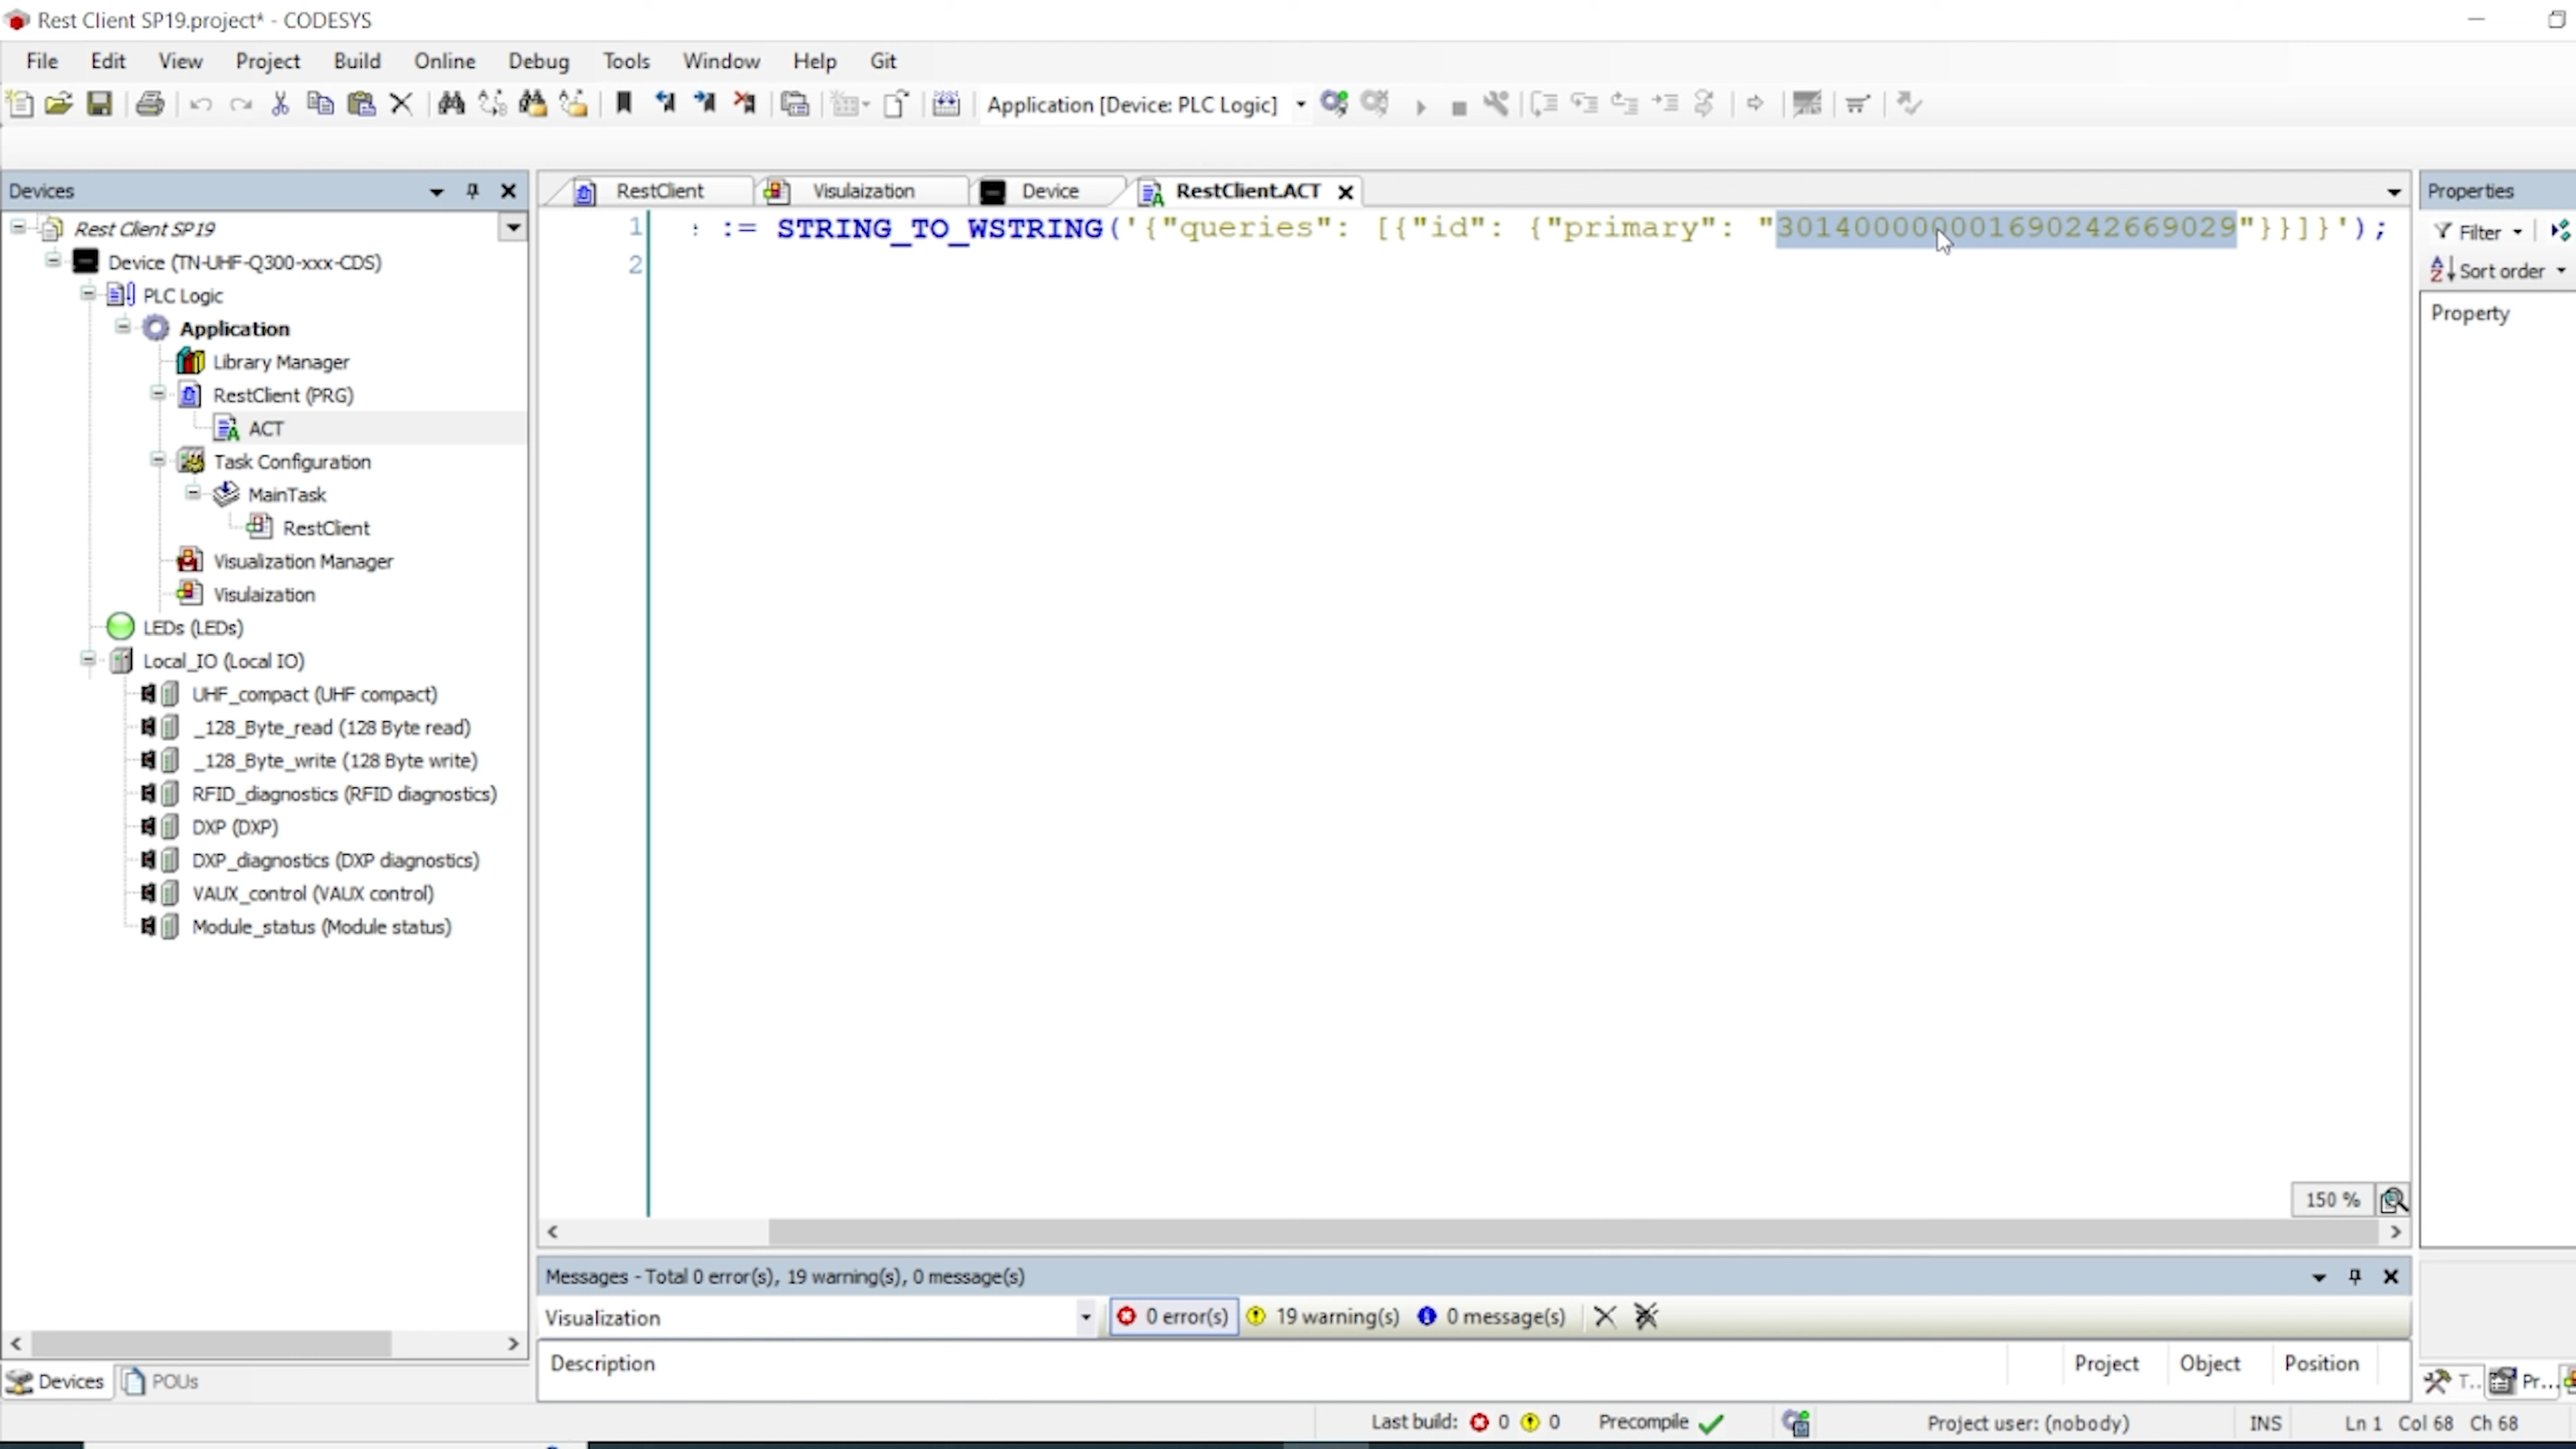 Rest Client SP19.project* - CODESYS
File Edit View Project Build Online Debug Tools Window Help Git
Application [Device: PLC Logic]
Devices
Rest Client SP19
Device (TN-UHF-Q300-xxx-CDS)
PLC Logic
Application
Library Manager
RestClient (PRG)
ACT
Task Configuration
MainTask
RestClient
Visualization Manager
Visulaization
LEDs (LEDs)
Local_IO (Local IO)
UHF_compact (UHF compact)
_128_Byte_read (128 Byte read)
_128_Byte_write (128 Byte write)
RFID_diagnostics (RFID diagnostics)
DXP (DXP)
DXP_diagnostics (DXP diagnostics)
VAUX_control (VAUX control)
Module_status (Module status)
Devices POUs
RestClient Visulaization Device RestClient.ACT
1 := STRING_TO_WSTRING('{"queries": [{"id": {"primary": "301400000001690242669029"}}]}');
2
150 %
Messages - Total 0 error(s), 19 warning(s), 0 message(s)
Visualization 0 error(s) 19 warning(s) 0 message(s)
Description Project Object Position
Properties
Filter
Sort order
Property
T... Pr...
Last build: 0 0 Precompile Project user: (nobody) INS Ln 1 Col 68 Ch 68